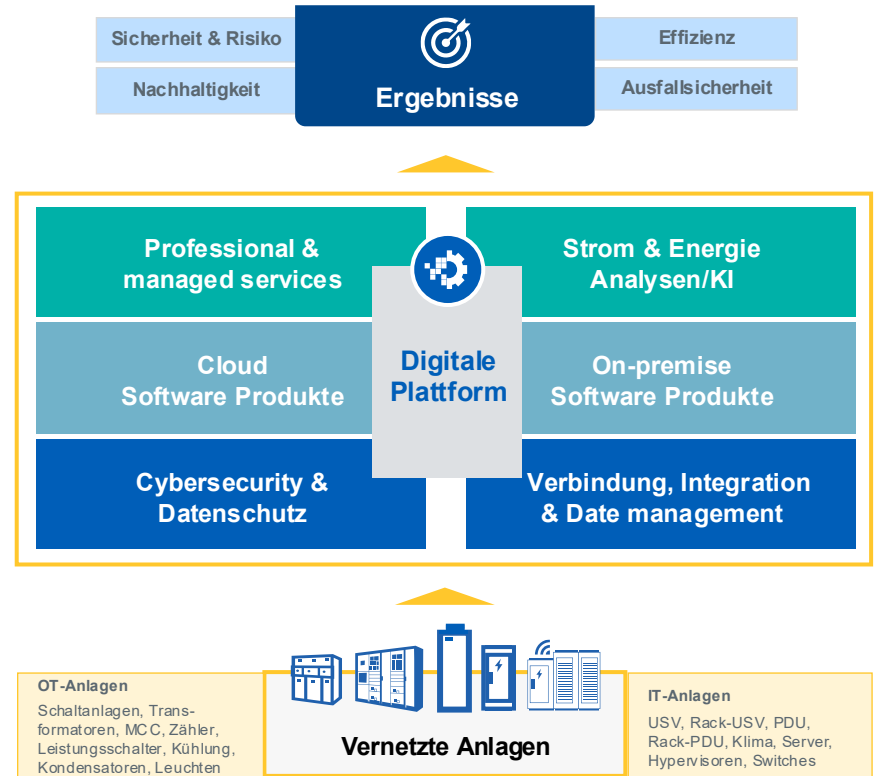 Sicherheit & Risiko
Nachhaltigkeit
Ergebnisse
Effizienz
Ausfallsicherheit
Professional &
managed services
Strom & Energie
Analysen/KI
Cloud
Software Produkte
Digitale
Plattform
On-premise
Software Produkte
Cybersecurity &
Datenschutz
Verbindung, Integration
& Date management
OT-Anlagen
Schaltanlagen, Trans-
formatoren, MCC, Zähler,
Leistungsschalter, Kühlung,
Kondensatoren, Leuchten
Vernetzte Anlagen
IT-Anlagen
USV, Rack-USV, PDU,
Rack-PDU, Klima, Server,
Hypervisoren, Switches